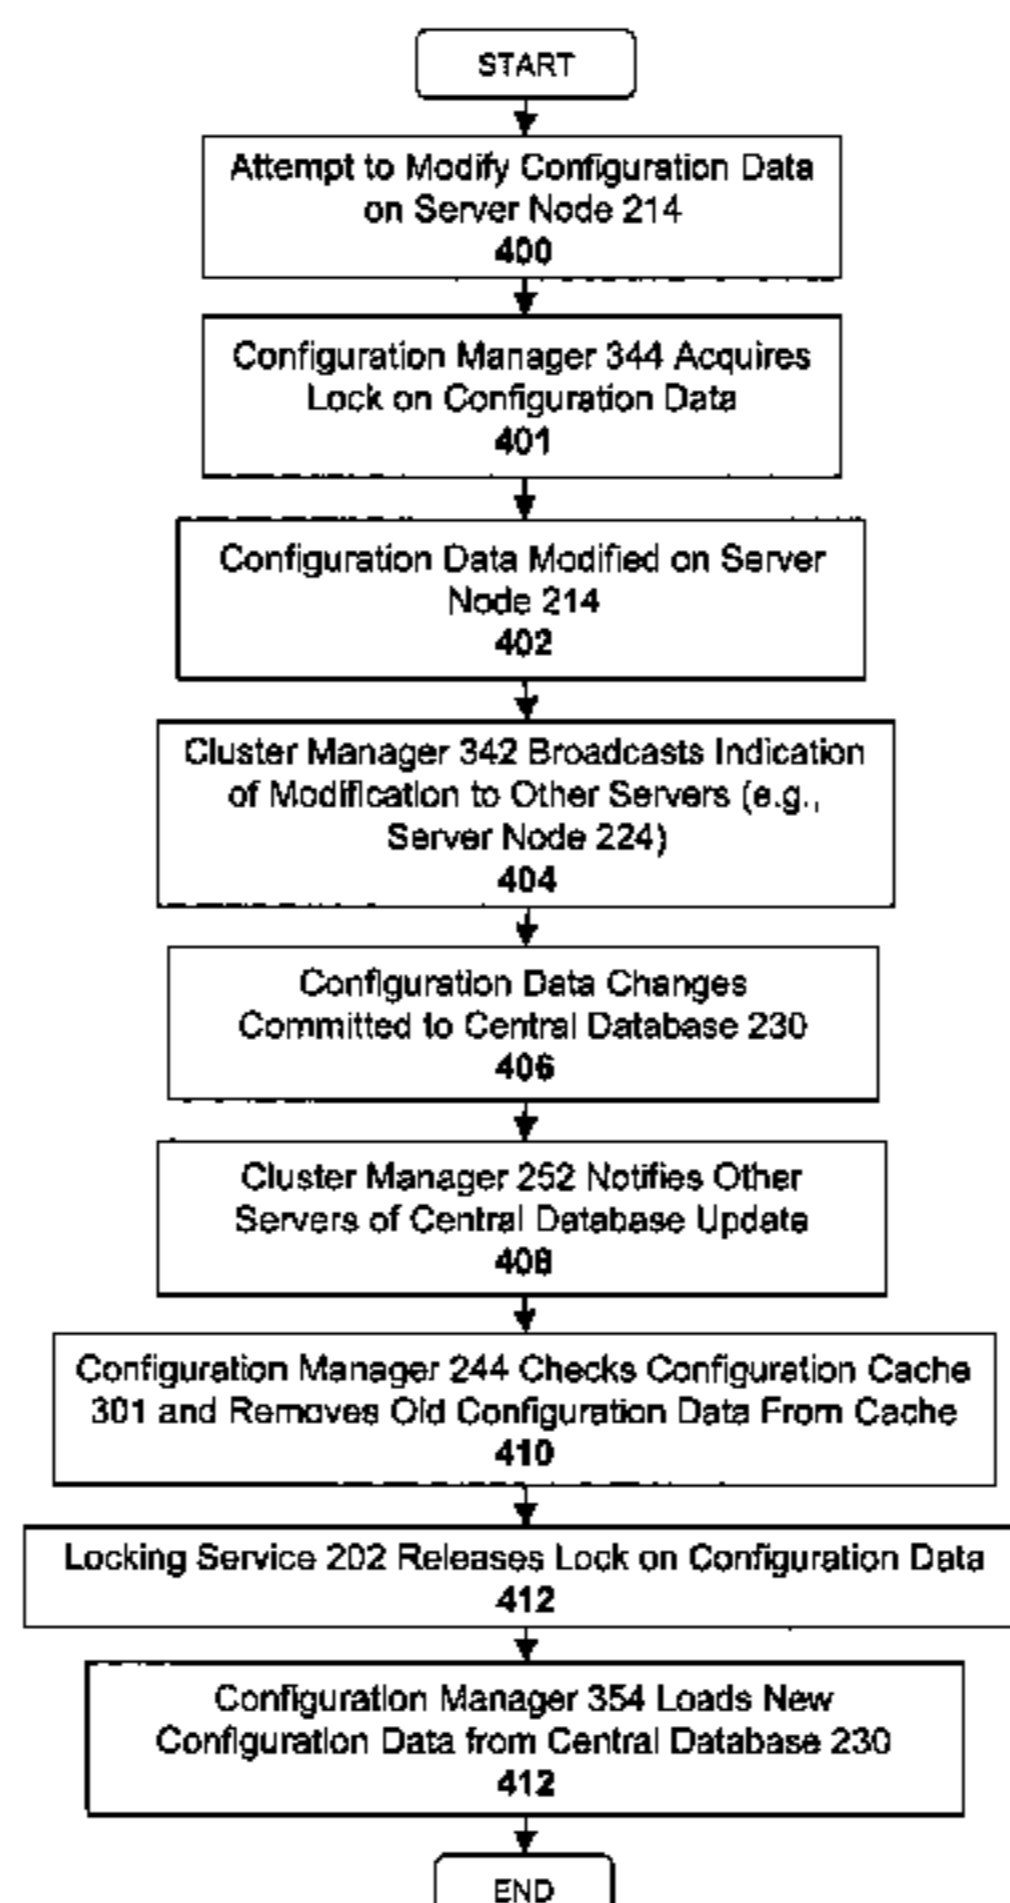 START
Attempt to Modify Configuration Data
on Server Node 214
400
Configuration Manager 344 Acquires
Lock on Configuration Data
401
Configuration Data Modified on Server
Node 214
402
Cluster Manager 342 Broadcasts Indication
of Modification to Other Servers (e.g.,
Server Node 224)
404
Configuration Data Changes
Committed to Central Database 230
406
Cluster Manager 252 Notifies Other
Servers of Central Database Update
408
Configuration Manager 244 Checks Configuration Cache
301 and Removes Old Configuration Data From Cache
410
Locking Service 202 Releases Lock on Configuration Data
412
Configuration Manager 354 Loads New
Configuration Data from Central Database 230
412
END